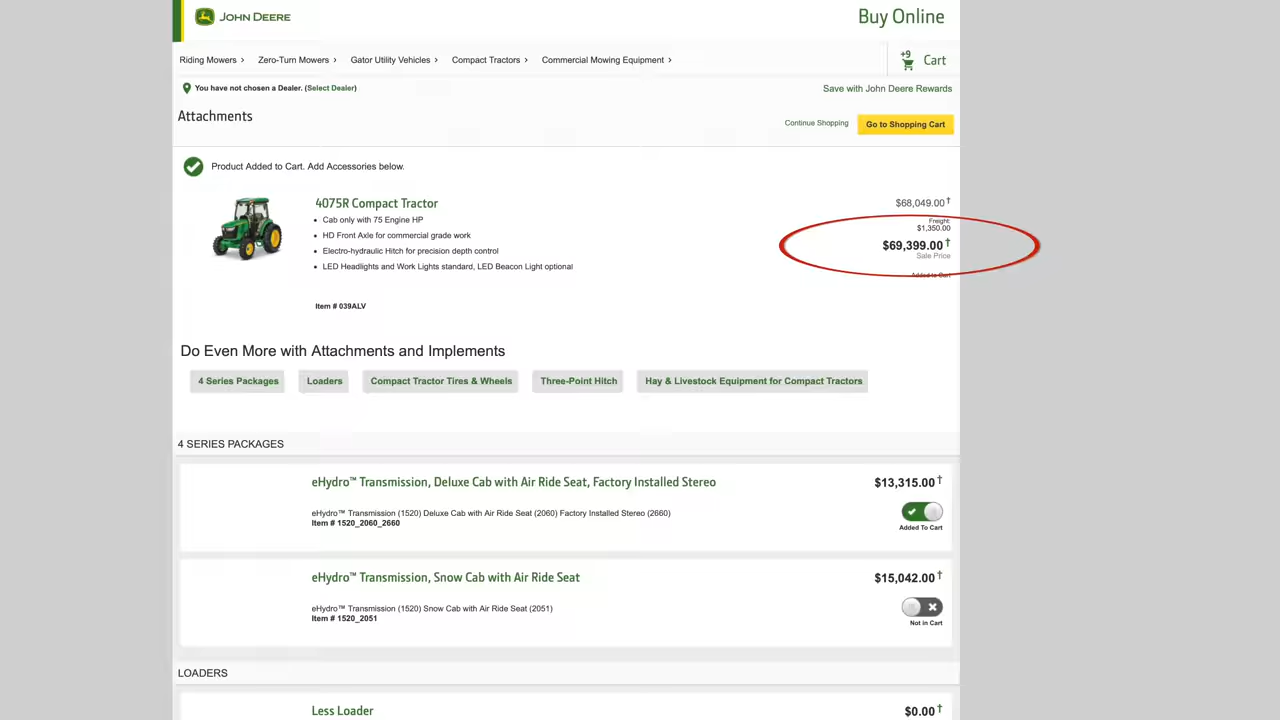 JOHN DEERE
Buy Online
Riding Mowers › Zero-Turn Mowers › Gator Utility Vehicles › Compact Tractors › Commercial Mowing Equipment ›
+9
Cart
You have not chosen a Dealer. (Select Dealer)
Save with John Deere Rewards
Attachments
Continue Shopping
Go to Shopping Cart
Product Added to Cart. Add Accessories below.
4075R Compact Tractor
$68,049.00†
• Cab only with 75 Engine HP
Freight:
$1,350.00
• HD Front Axle for commercial grade work
$69,399.00†
• Electro-hydraulic Hitch for precision depth control
Sale Price
• LED Headlights and Work Lights standard, LED Beacon Light optional
Added to Cart
Item # 039ALV
Do Even More with Attachments and Implements
4 Series Packages
Loaders
Compact Tractor Tires & Wheels
Three-Point Hitch
Hay & Livestock Equipment for Compact Tractors
4 SERIES PACKAGES
eHydro™ Transmission, Deluxe Cab with Air Ride Seat, Factory Installed Stereo
$13,315.00†
eHydro™ Transmission (1520) Deluxe Cab with Air Ride Seat (2060) Factory Installed Stereo (2660)
Item # 1520_2060_2660
Added To Cart
eHydro™ Transmission, Snow Cab with Air Ride Seat
$15,042.00†
eHydro™ Transmission (1520) Snow Cab with Air Ride Seat (2051)
Item # 1520_2051
Not in Cart
LOADERS
Less Loader
$0.00†